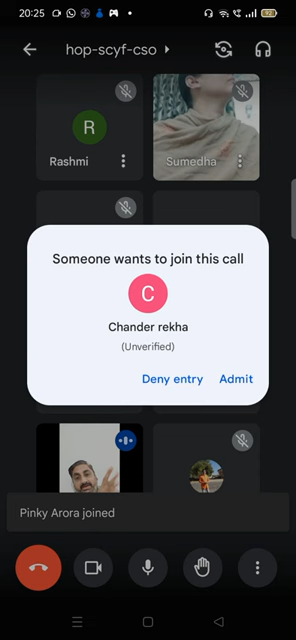 20:25
hop-scyf-cso
R
Rashmi
Sumedha
Someone wants to join this call
C
Chander rekha
(Unverified)
Deny entry Admit
Pinky Arora joined